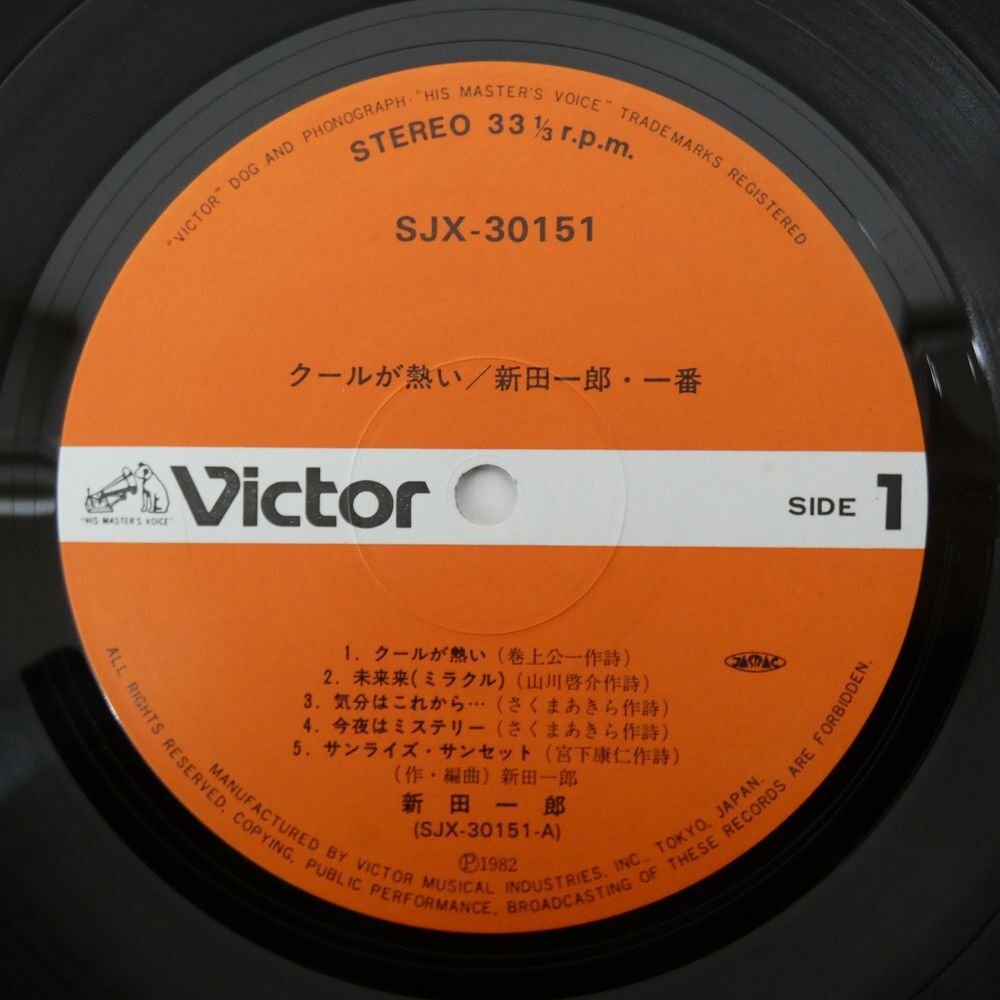 "VICTOR" DOG AND PHONOGRAPH·"HIS MASTER'S VOICE" TRADEMARKS REGISTERED
STEREO 33 1/3 r.p.m.
SJX-30151
クールが熱い／新田一郎・一番
"HIS MASTER'S VOICE"
Victor
SIDE 1
1. クールが熱い（巻上公一作詩）
2. 未来来(ミラクル)（山川啓介作詩）
3. 気分はこれから…（さくまあきら作詩）
4. 今夜はミステリー（さくまあきら作詩）
5. サンライズ・サンセット（宮下康仁作詩）
（作・編曲）新田一郎
JASRAC
新田一郎
(SJX-30151-A)
Ⓟ1982
MANUFACTURED BY VICTOR MUSICAL INDUSTRIES, INC., TOKYO, JAPAN.
ALL RIGHTS RESERVED, COPYING, PUBLIC PERFORMANCE, BROADCASTING OF THESE RECORDS ARE FORBIDDEN.